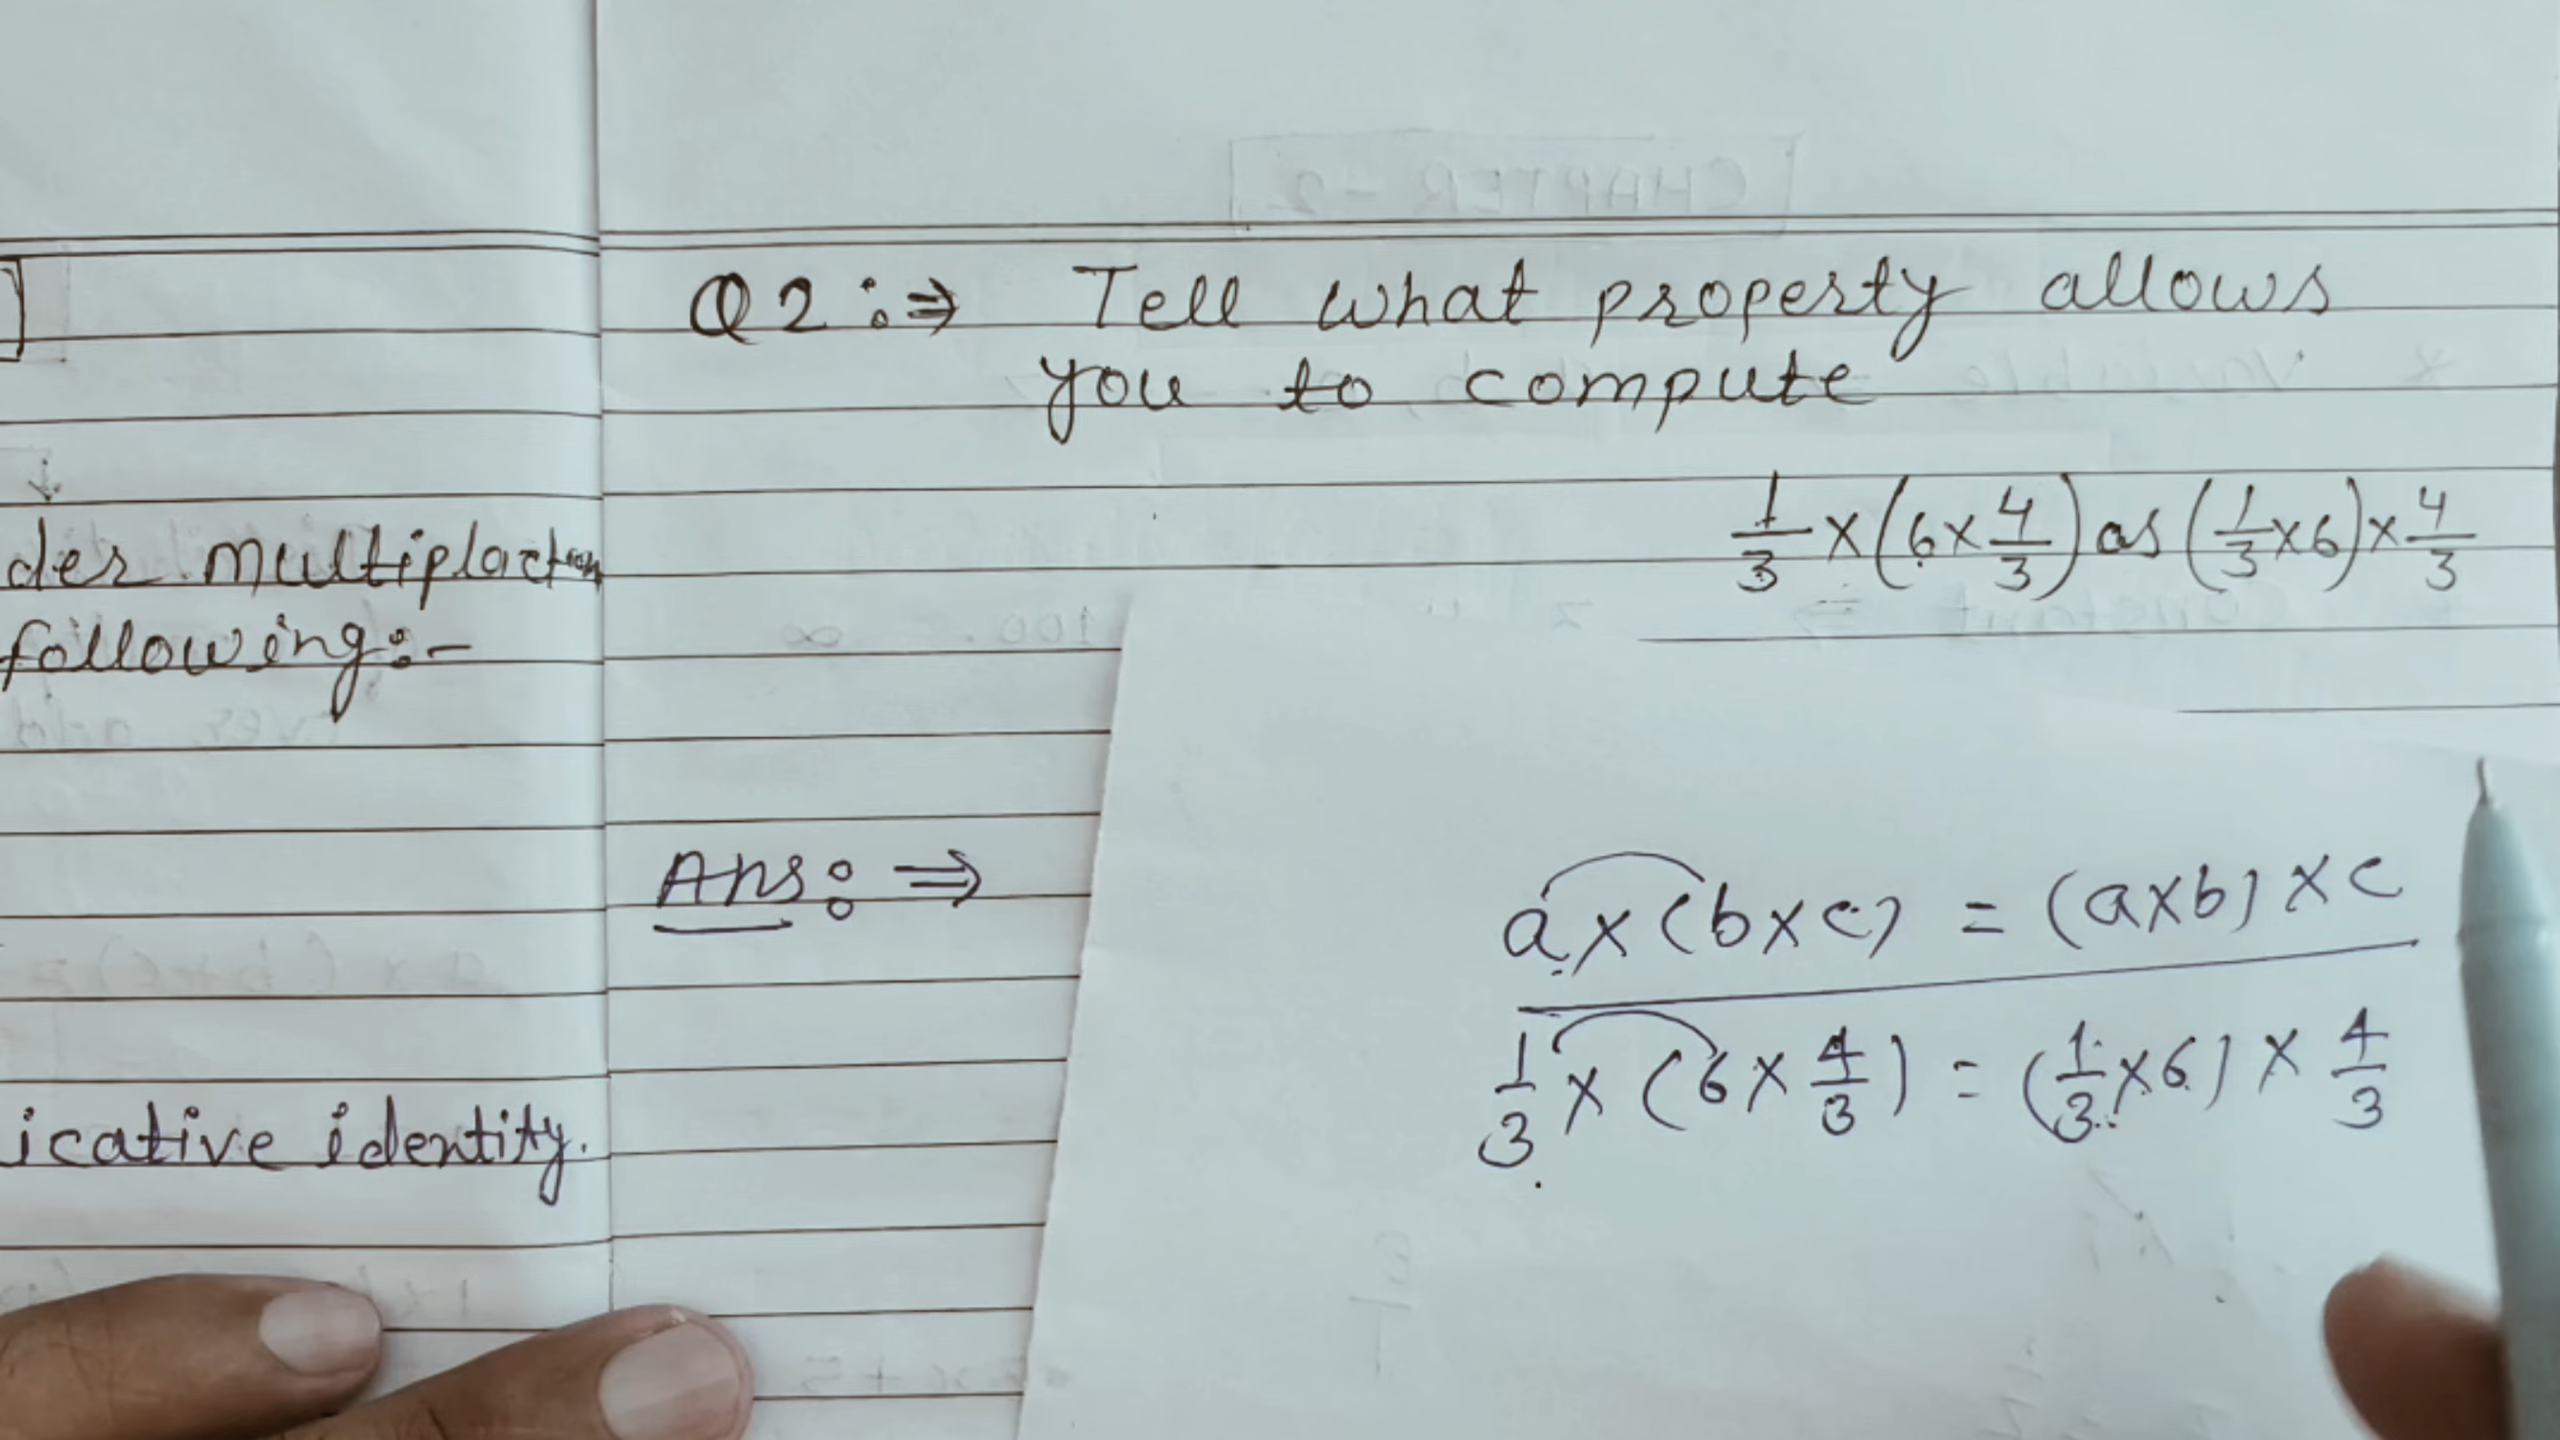 der multiplaction
following:-
icative identity.
Q2:⇒ Tell what property allows
you to compute
1/3 × (6 × 4/3) as (1/3 × 6) × 4/3
Ans: ⇒
a × (b × c) = (a × b) × c
1/3 × (6 × 4/3) = (1/3 × 6) × 4/3